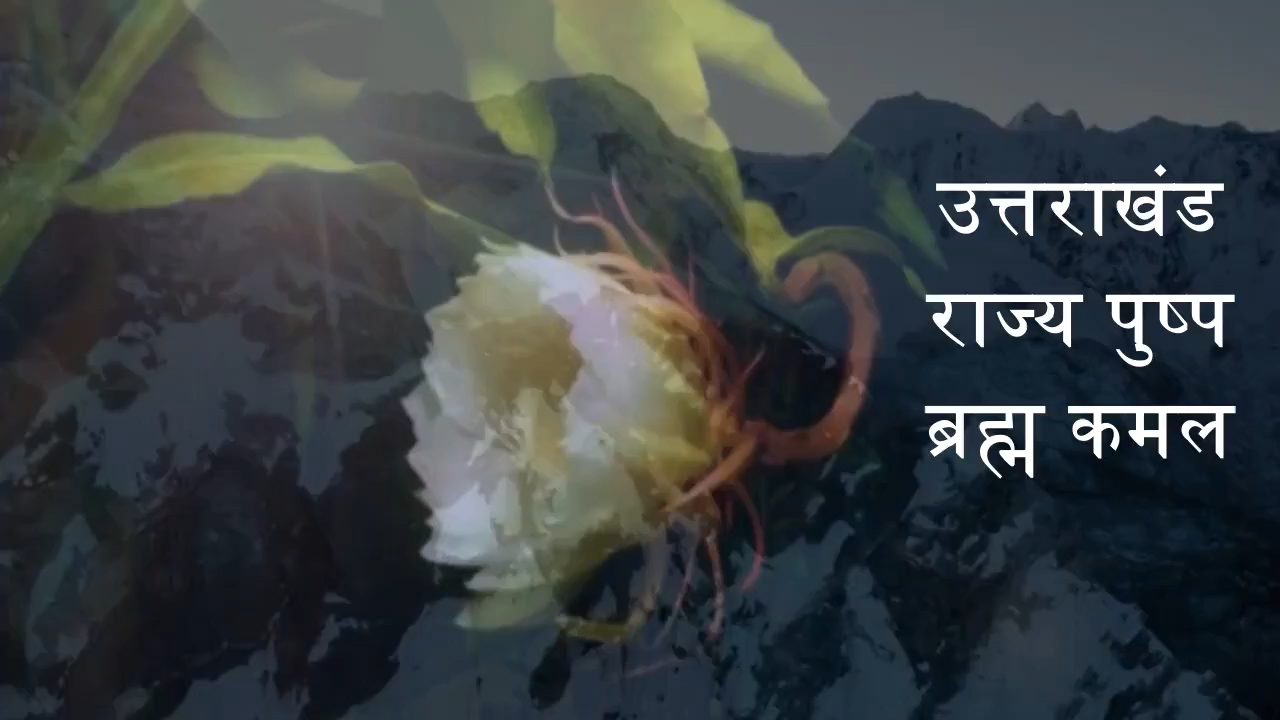 उत्तराखंड
राज्य पुष्प
ब्रह्म कमल